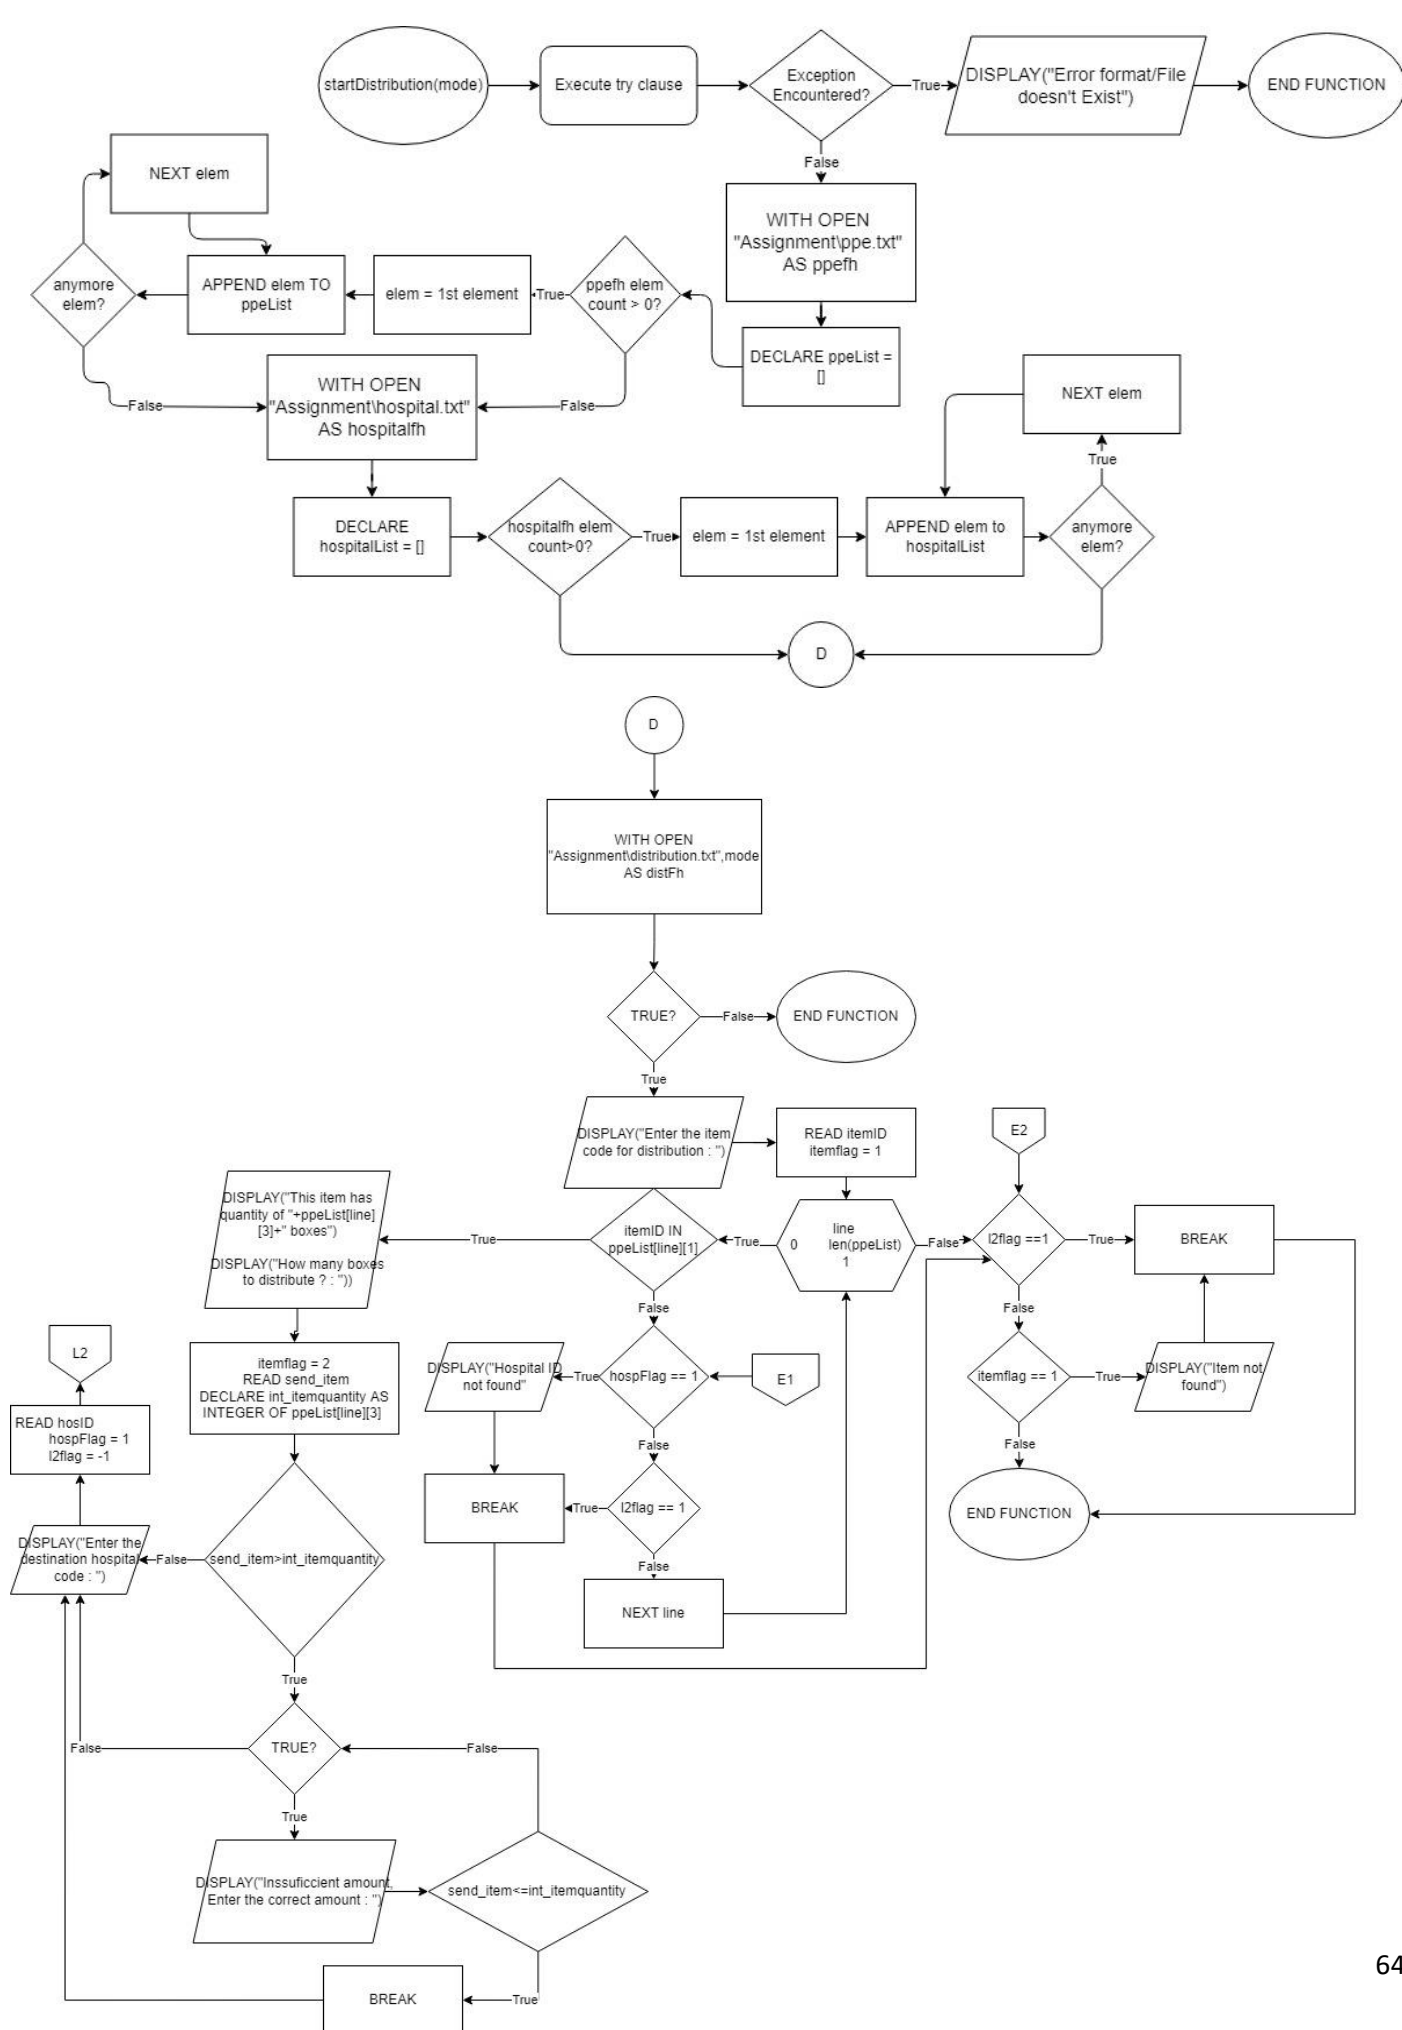 startDistribution(mode)
Execute try clause
Exception
Encountered?
True
DISPLAY("Error format/File
doesn't Exist")
END FUNCTION
False
WITH OPEN
"Assignment\ppe.txt"
AS ppefh
DECLARE ppeList =
[]
ppefh elem
count > 0?
True
elem = 1st element
APPEND elem TO
ppeList
anymore
elem?
NEXT elem
False
False
WITH OPEN
"Assignment\hospital.txt"
AS hospitalfh
DECLARE
hospitalList = []
hospitalfh elem
count>0?
True
elem = 1st element
APPEND elem to
hospitalList
anymore
elem?
True
NEXT elem
D
D
WITH OPEN
"Assignment\distribution.txt",mode
AS distFh
TRUE?
False
END FUNCTION
True
DISPLAY("Enter the item
code for distribution : ")
READ itemID
itemflag = 1
line
0 len(ppeList)
1
True
False
itemID IN
ppeList[line][1]
True
False
DISPLAY("This item has
quantity of "+ppeList[line]
[3]+" boxes")
DISPLAY("How many boxes
to distribute ? : "))
itemflag = 2
READ send_item
DECLARE int_itemquantity AS
INTEGER OF ppeList[line][3]
send_item>int_itemquantity
False
True
DISPLAY("Enter the
destination hospital
code : ")
READ hosID
hospFlag = 1
l2flag = -1
L2
TRUE?
False
True
DISPLAY("Inssuficcient amount,
Enter the correct amount : ")
send_item<=int_itemquantity
False
True
BREAK
E1
hospFlag == 1
True
DISPLAY("Hospital ID
not found"
False
l2flag == 1
True
BREAK
False
NEXT line
E2
l2flag ==1
True
BREAK
False
itemflag == 1
True
DISPLAY("Item not
found")
False
END FUNCTION
64